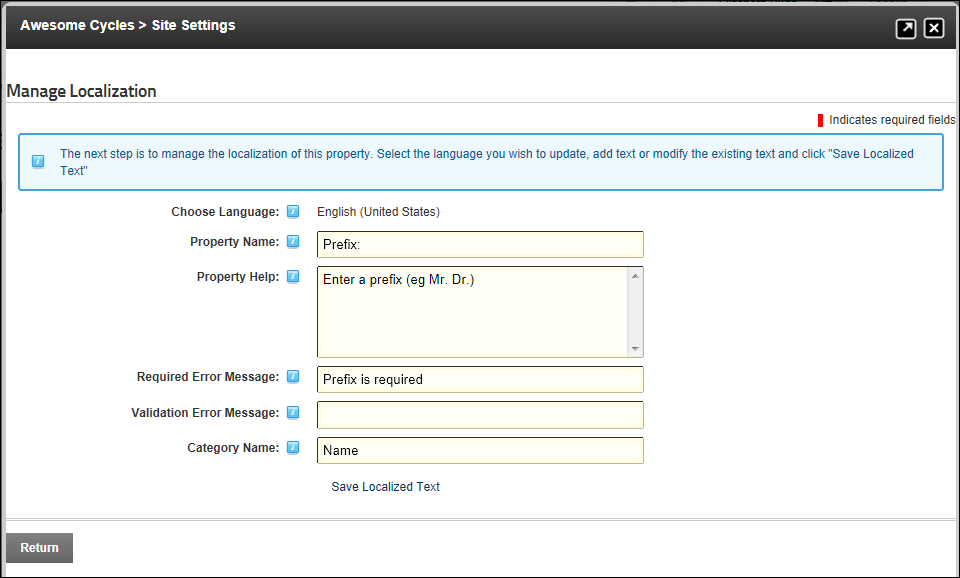 Awesome Cycles > Site Settings
Manage Localization
Indicates required fields
The next step is to manage the localization of this property. Select the language you wish to update, add text or modify the existing text and click "Save Localized
Text"
Choose Language: English (United States)
Property Name: Prefix:
Property Help: Enter a prefix (eg Mr. Dr.)
Required Error Message: Prefix is required
Validation Error Message:
Category Name: Name
Save Localized Text
Return